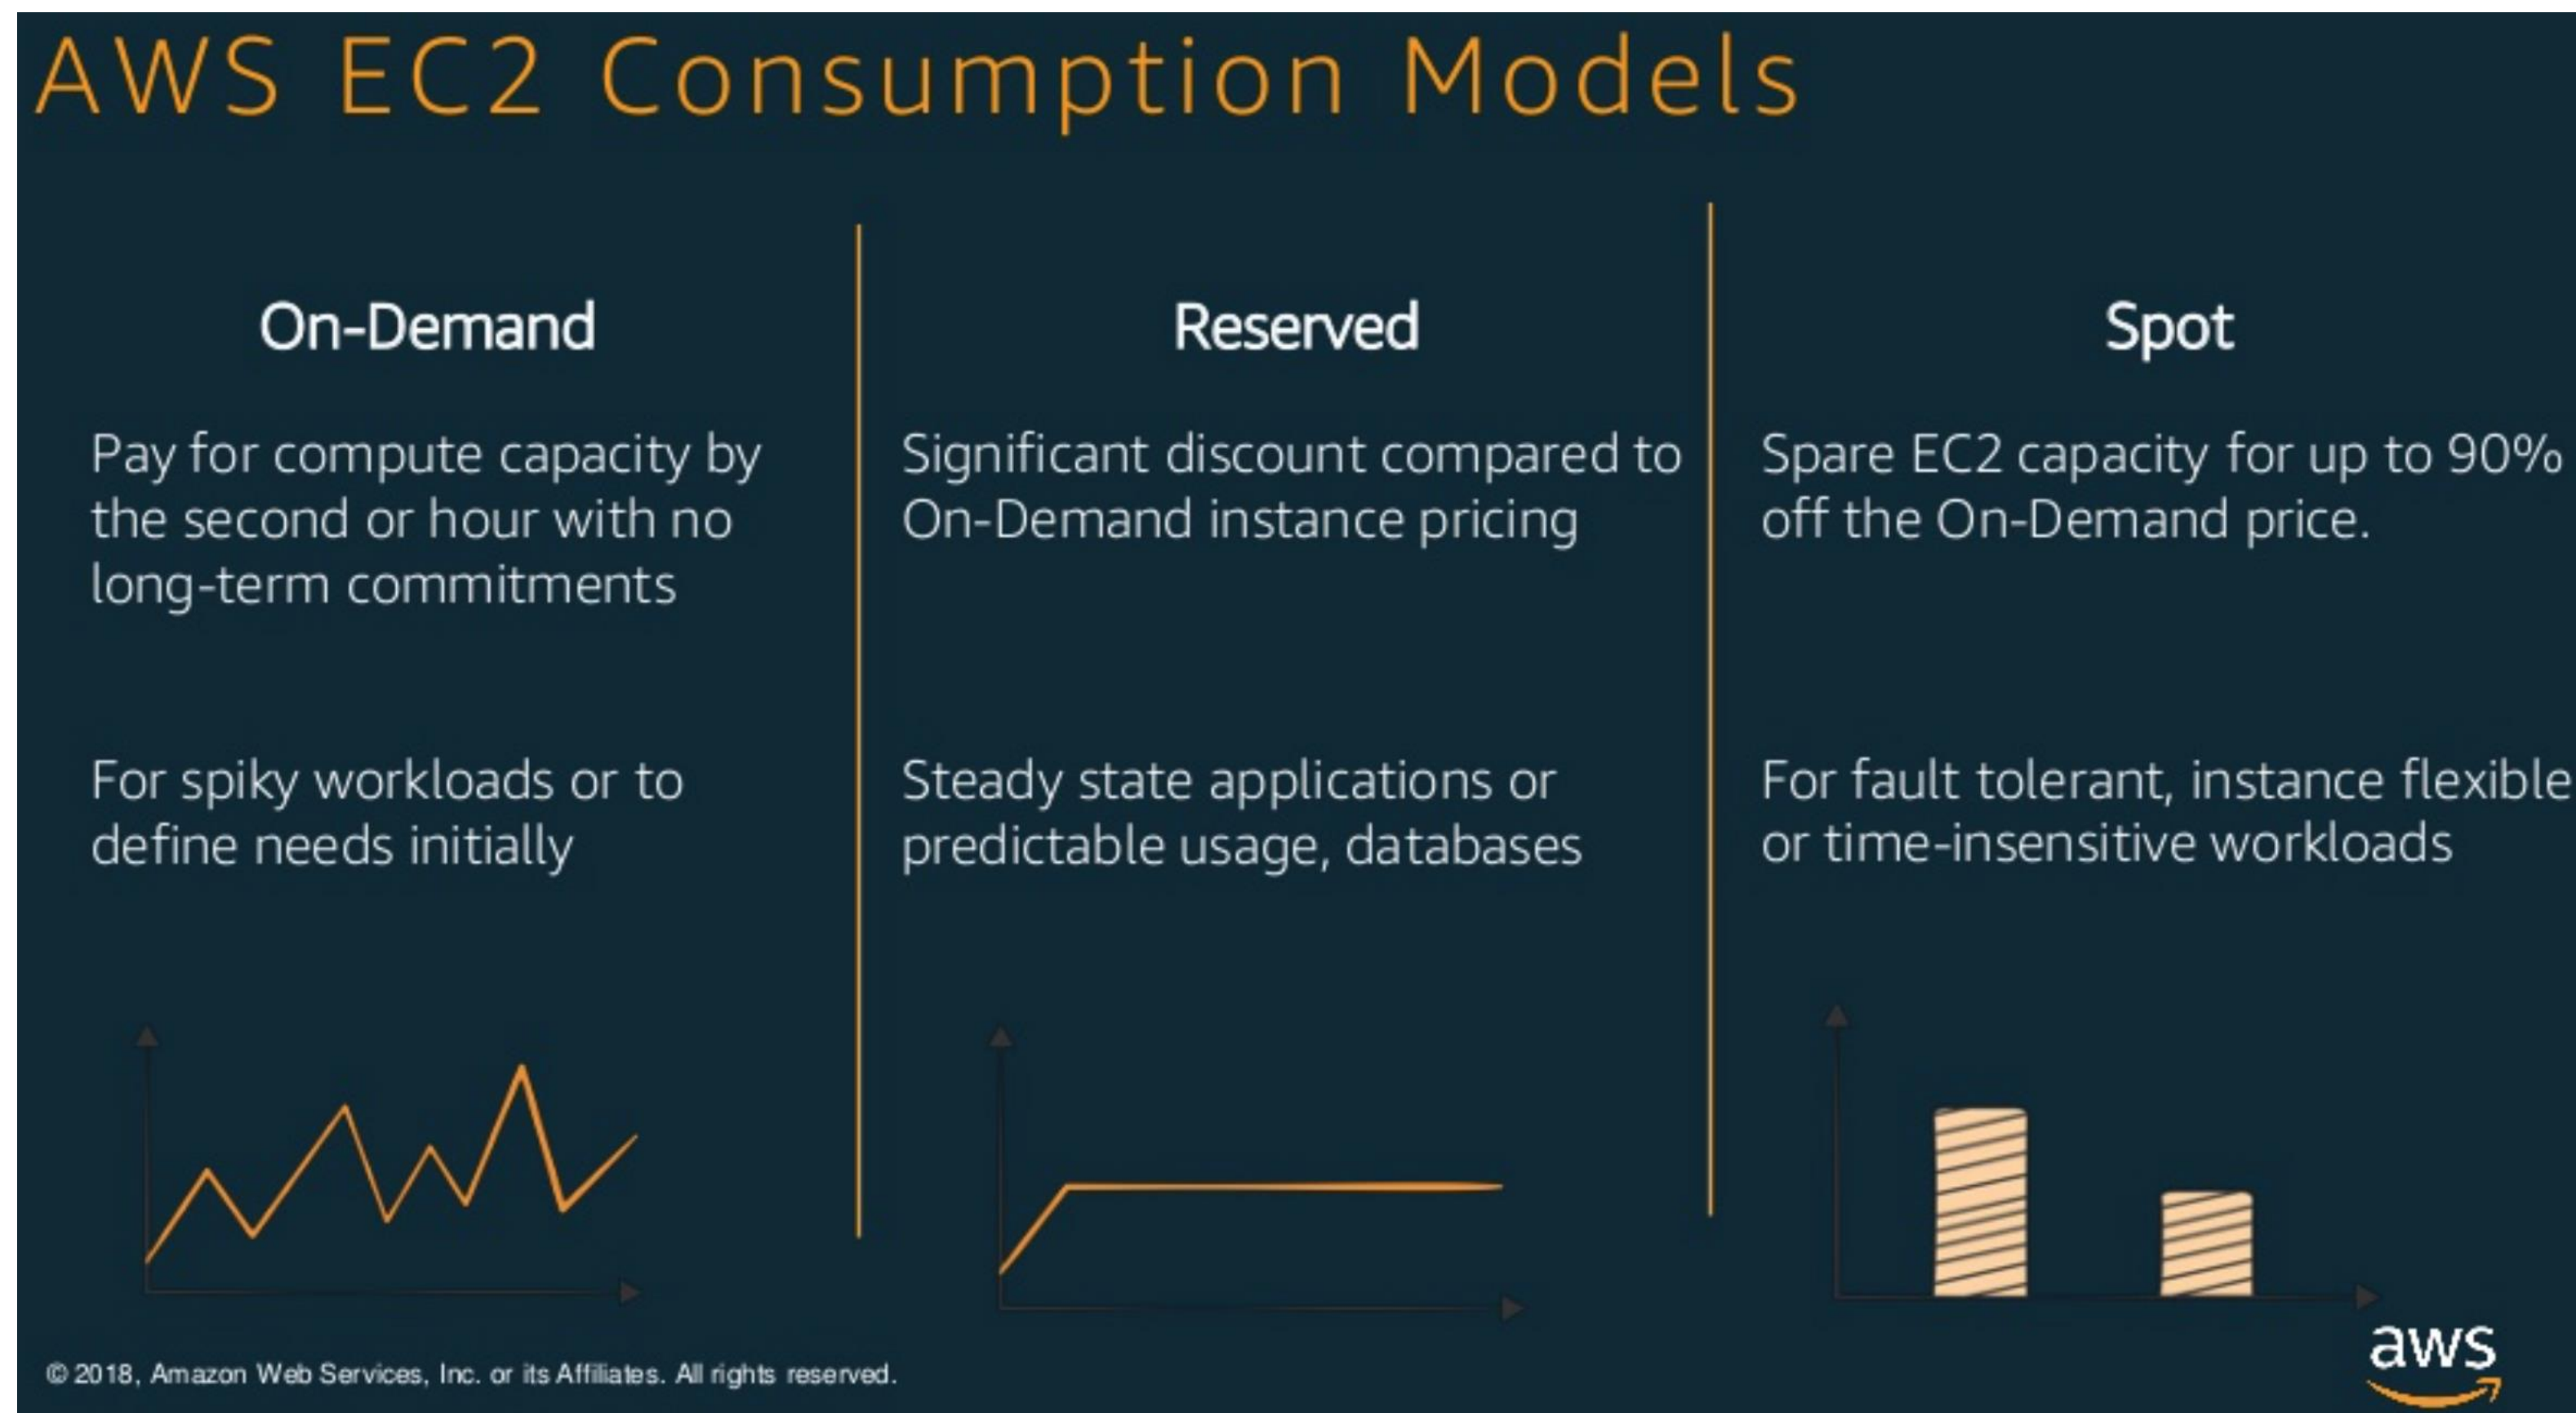 AWS EC2 Consumption Models
On-Demand
Pay for compute capacity by
the second or hour with no
long-term commitments
For spiky workloads or to
define needs initially
Reserved
Significant discount compared to
On-Demand instance pricing
Steady state applications or
predictable usage, databases
Spot
Spare EC2 capacity for up to 90%
off the On-Demand price.
For fault tolerant, instance flexible
or time-insensitive workloads
© 2018, Amazon Web Services, Inc. or its Affiliates. All rights reserved.
aws